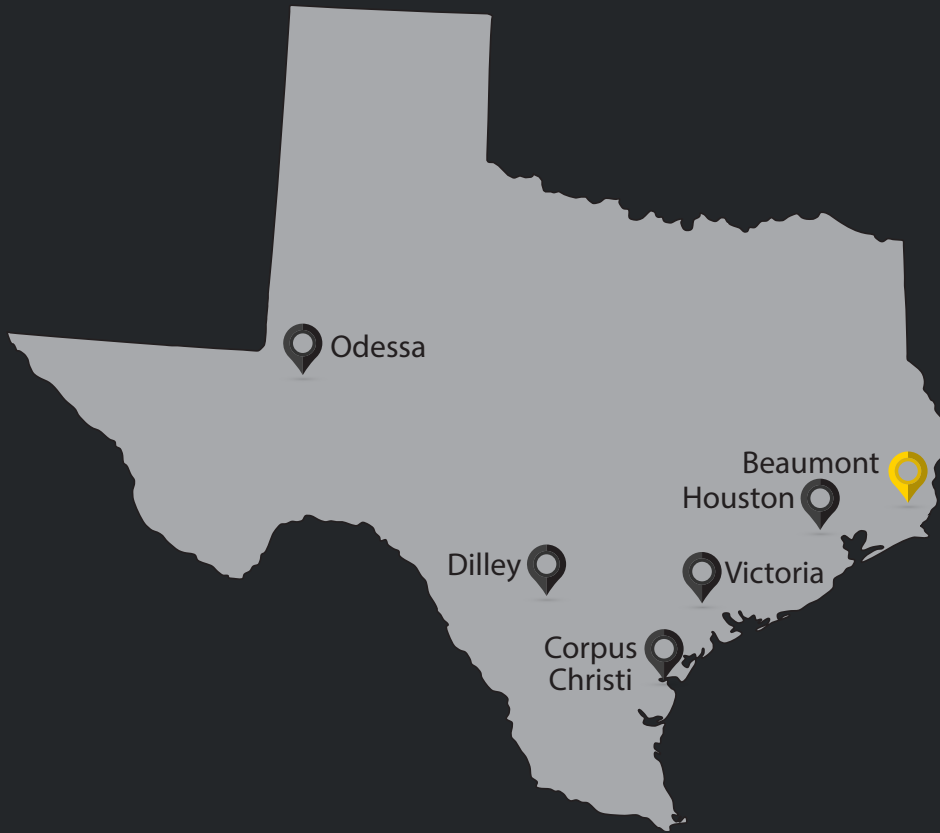 Odessa
Beaumont
Houston
Dilley
Victoria
Corpus
Christi